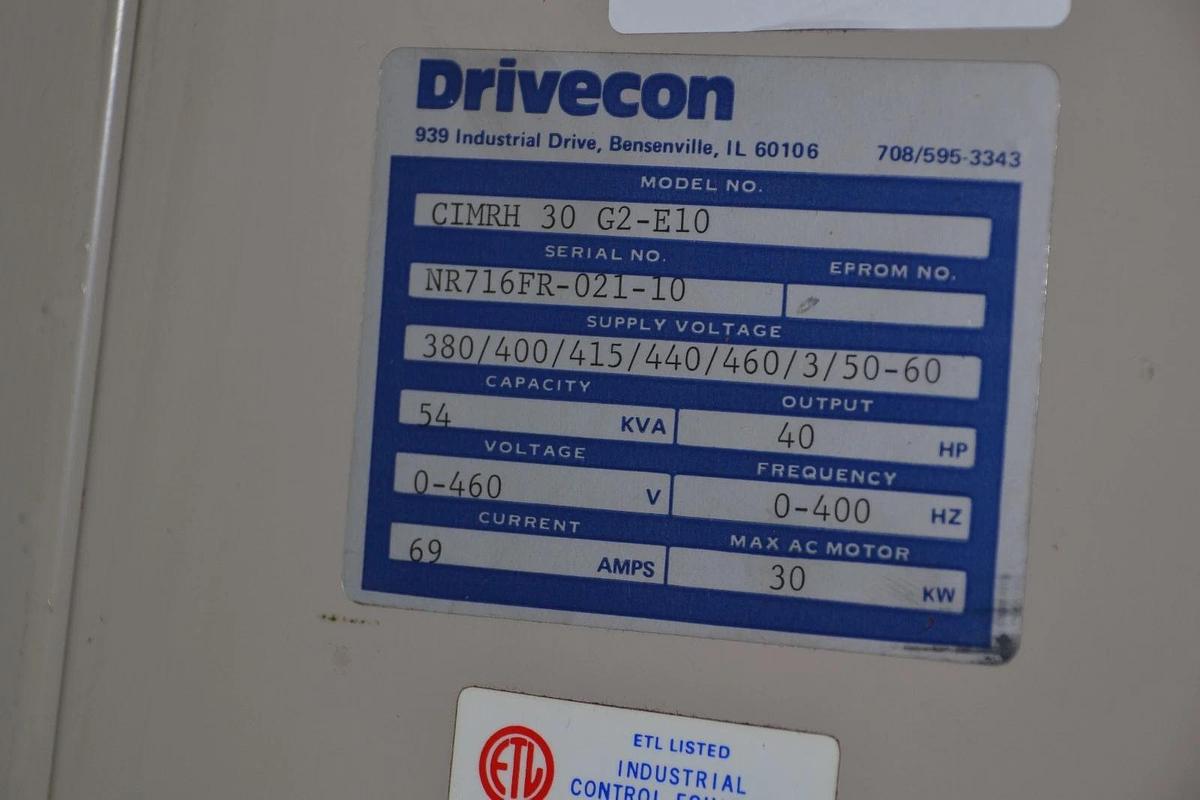 Drivecon
939 Industrial Drive, Bensenville, IL 60106 708/595-3343
MODEL NO.
CIMRH 30 G2-E10
SERIAL NO. EPROM NO.
NR716FR-021-10
SUPPLY VOLTAGE
380/400/415/440/460/3/50-60
CAPACITY OUTPUT
54 KVA 40 HP
VOLTAGE FREQUENCY
0-460 V 0-400 HZ
CURRENT MAX AC MOTOR
69 AMPS 30 KW
ETL
ETL LISTED
INDUSTRIAL
CONTROL